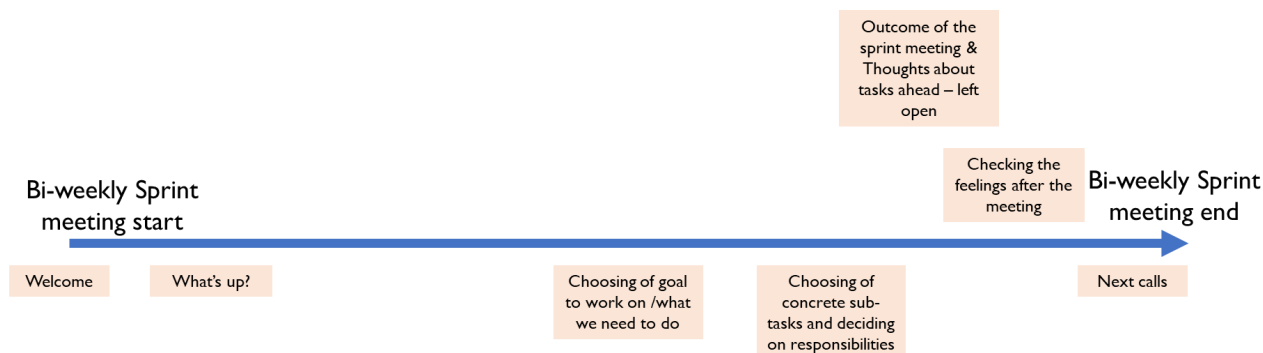 Outcome of the
sprint meeting &
Thoughts about
tasks ahead – left
open
Checking the
feelings after the
meeting
Bi-weekly Sprint
meeting start
Bi-weekly Sprint
meeting end
Welcome
What's up?
Choosing of goal
to work on /what
we need to do
Choosing of
concrete sub-
tasks and deciding
on responsibilities
Next calls